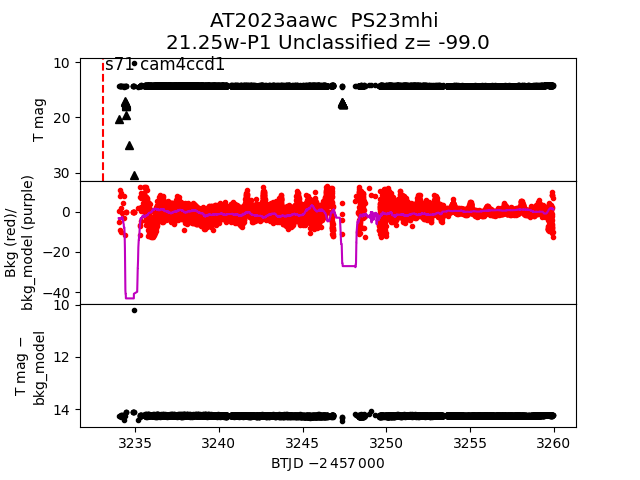 AT2023aawc  PS23mhi
21.25w-P1 Unclassified z= -99.0
s71 cam4ccd1
10
20
30
T mag
0
−20
−40
Bkg (red)/
bkg_model (purple)
10
12
14
T mag −
bkg_model
3235
3240
3245
3250
3255
3260
BTJD −2 457 000